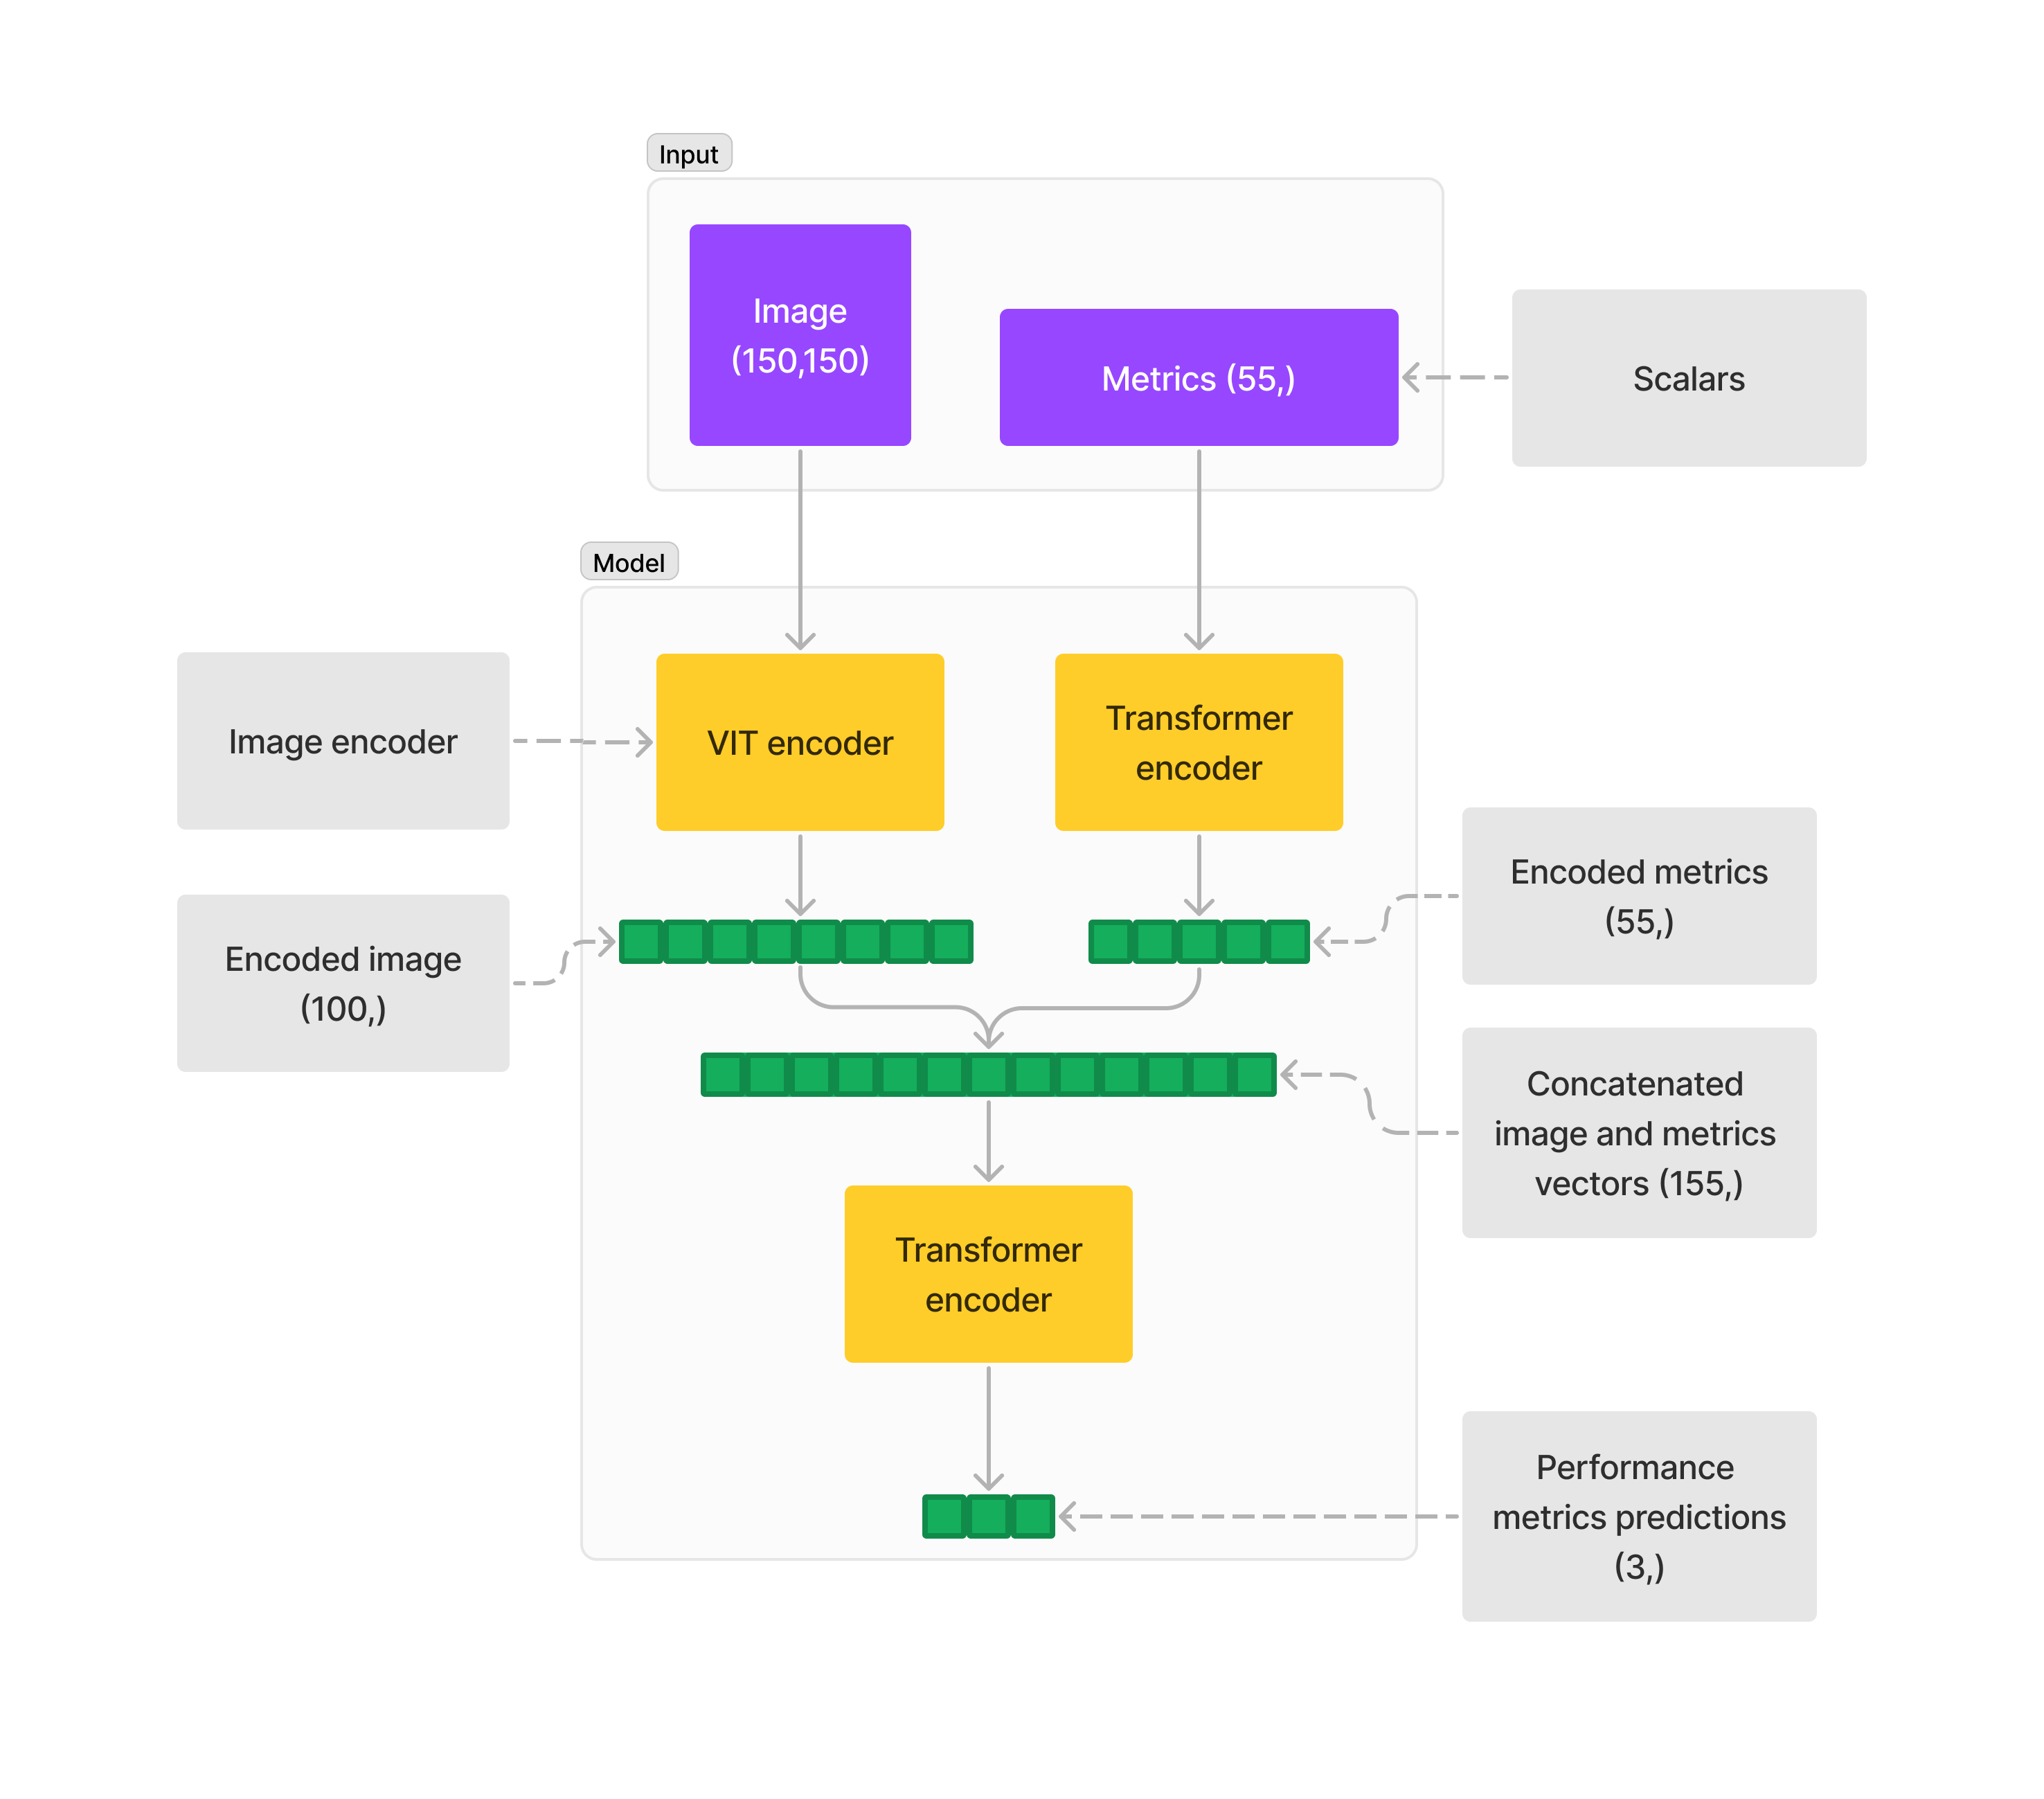 Input
Image
(150,150)
Metrics (55,)
Scalars
Model
Image encoder
VIT encoder
Transformer
encoder
Encoded image
(100,)
Encoded metrics
(55,)
Concatenated
image and metrics
vectors (155,)
Transformer
encoder
Performance
metrics predictions
(3,)